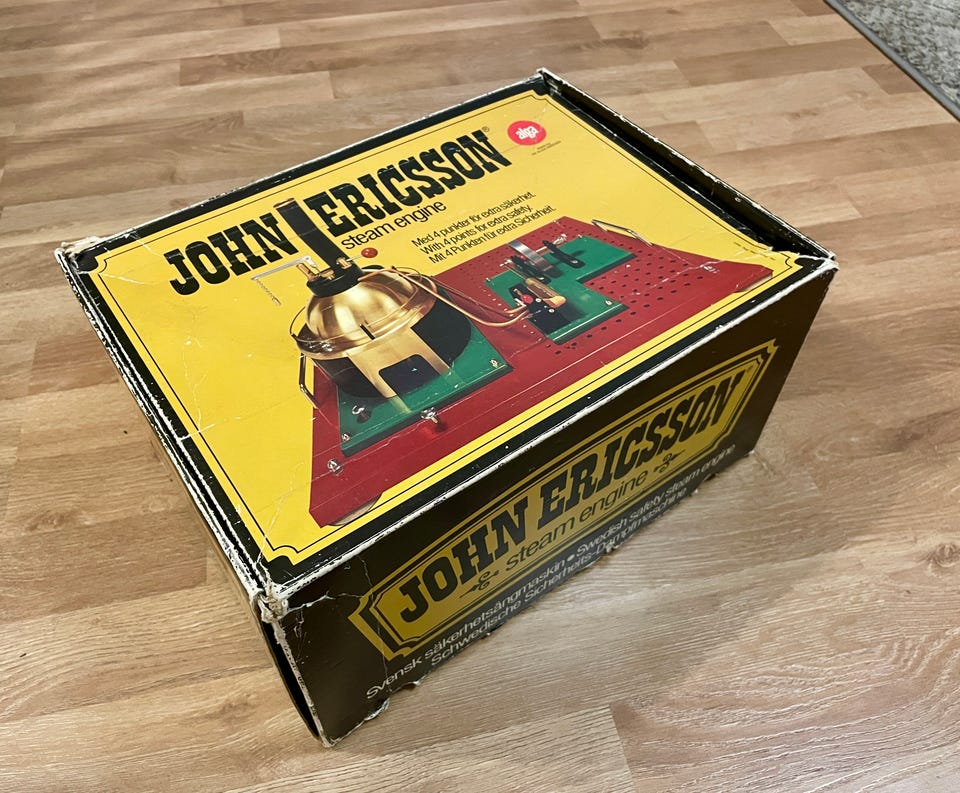 JOHN ERICSSON®
steam engine
alga
Med 4 punkter för extra säkerhet.
With 4 points for extra safety.
Mit 4 Punkten für extra Sicherheit.
JOHN ERICSSON
steam engine
Svensk säkerhetsångmaskin • Swedish safety steam engine
Schwedische Sicherheits-Dampfmaschine